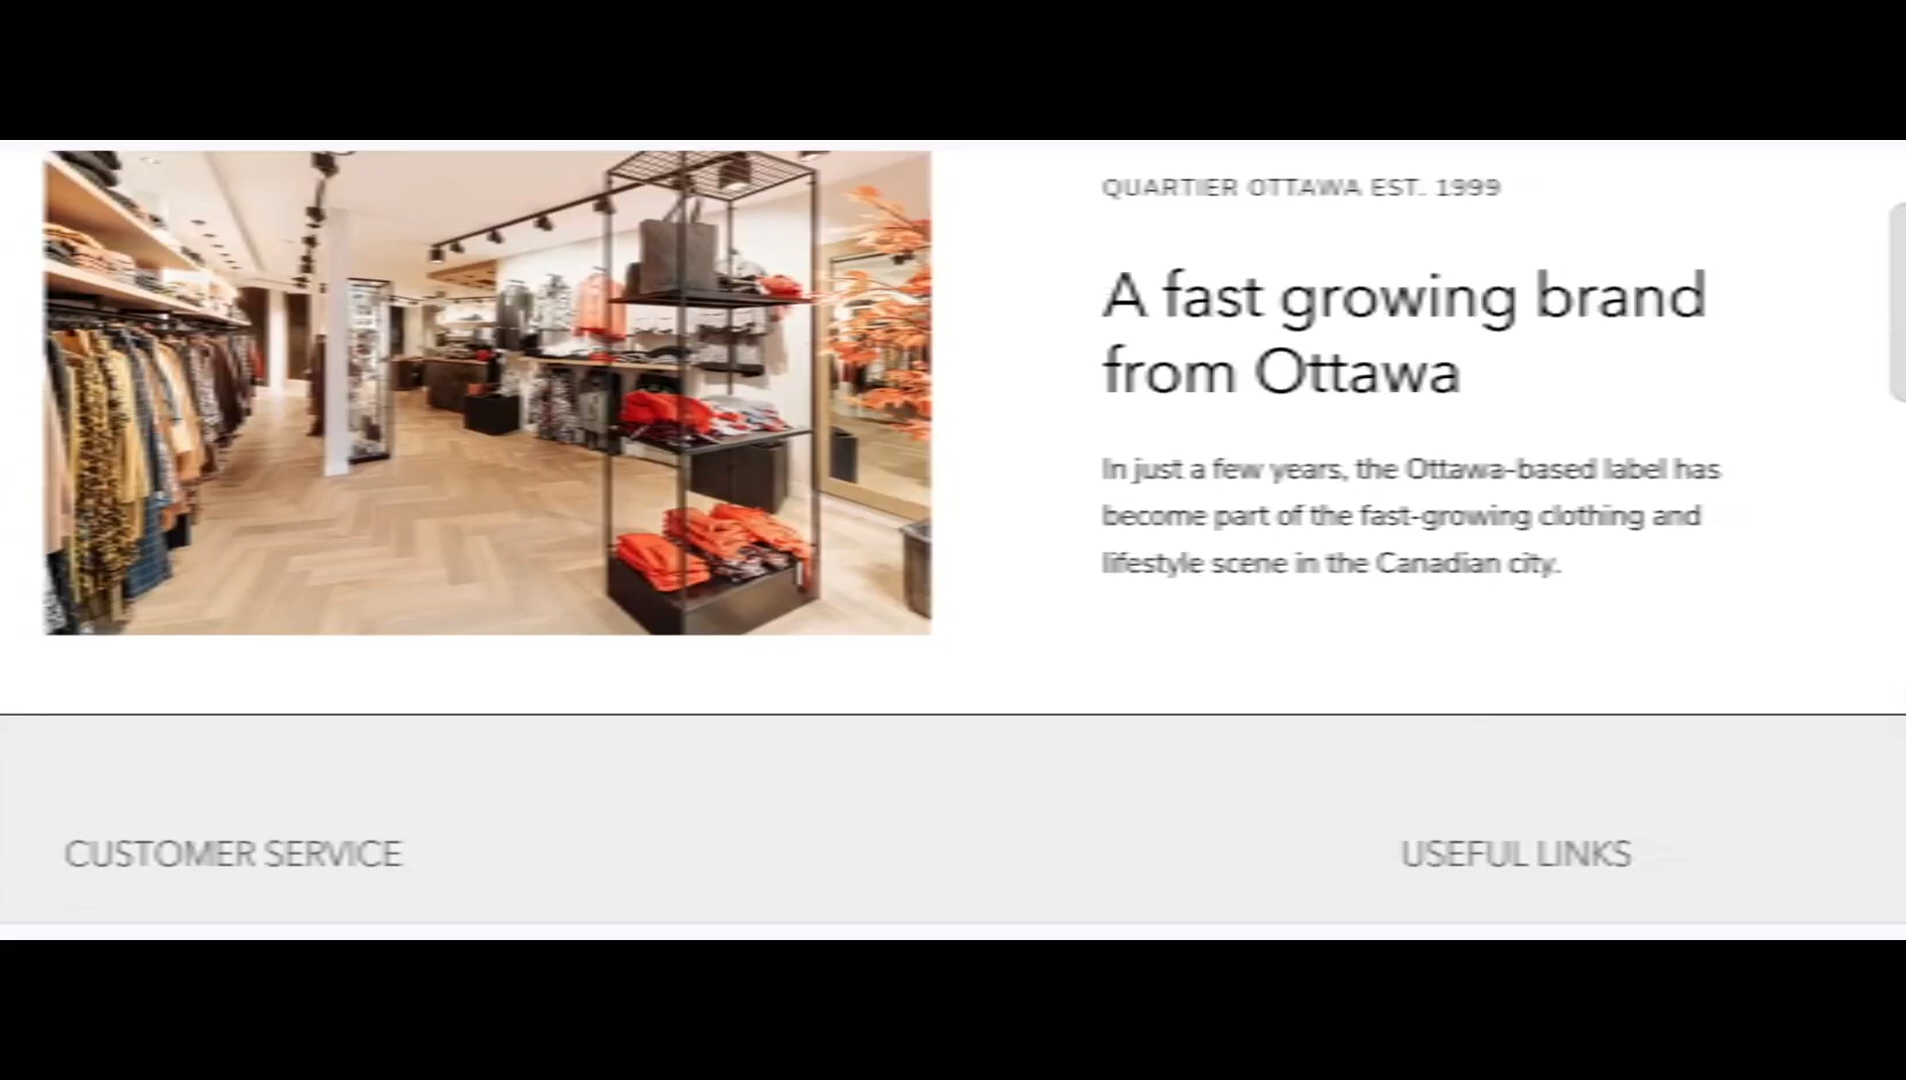 QUARTIER OTTAWA EST. 1999
A fast growing brand
from Ottawa
In just a few years, the Ottawa-based label has
become part of the fast-growing clothing and
lifestyle scene in the Canadian city.
CUSTOMER SERVICE
USEFUL LINKS